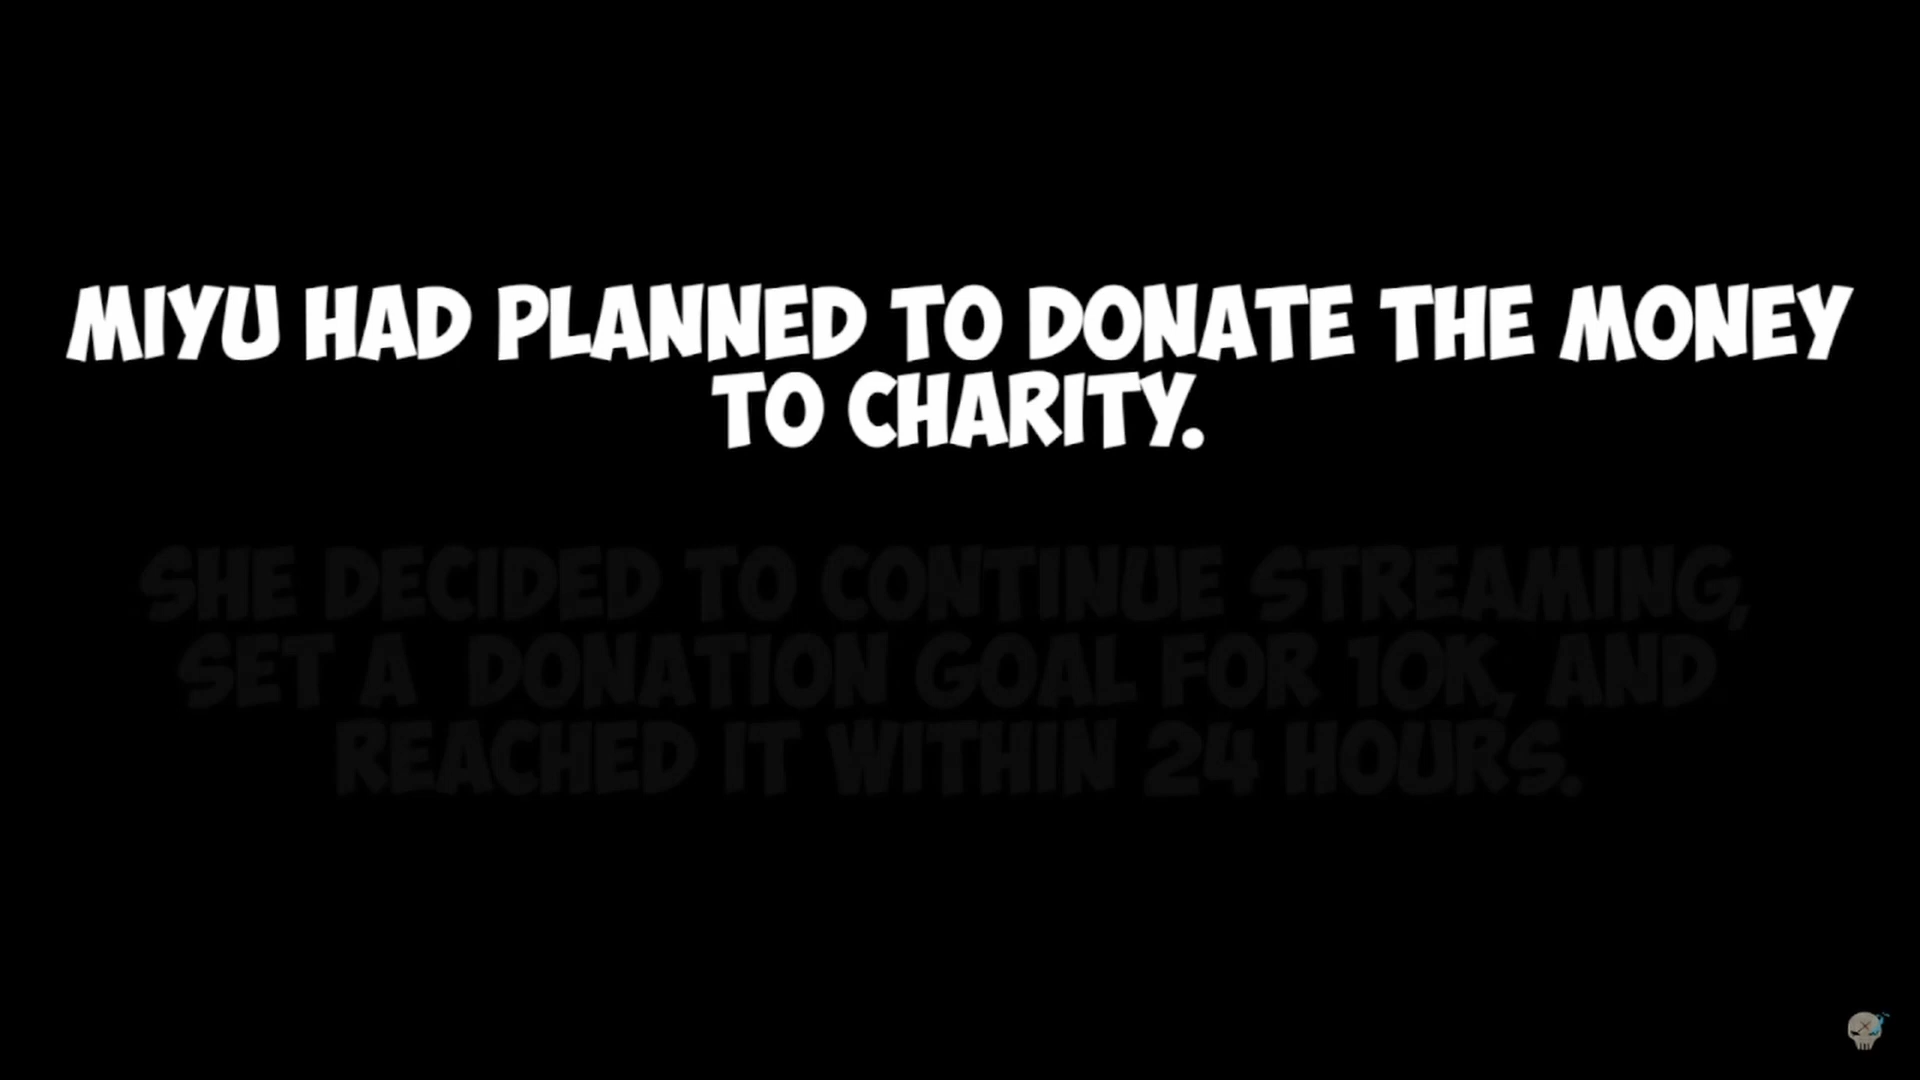 MIYU HAD PLANNED TO DONATE THE MONEY
TO CHARITY.
SHE DECIDED TO CONTINUE STREAMING,
SET A DONATION GOAL FOR 10K, AND
REACHED IT WITHIN 24 HOURS.